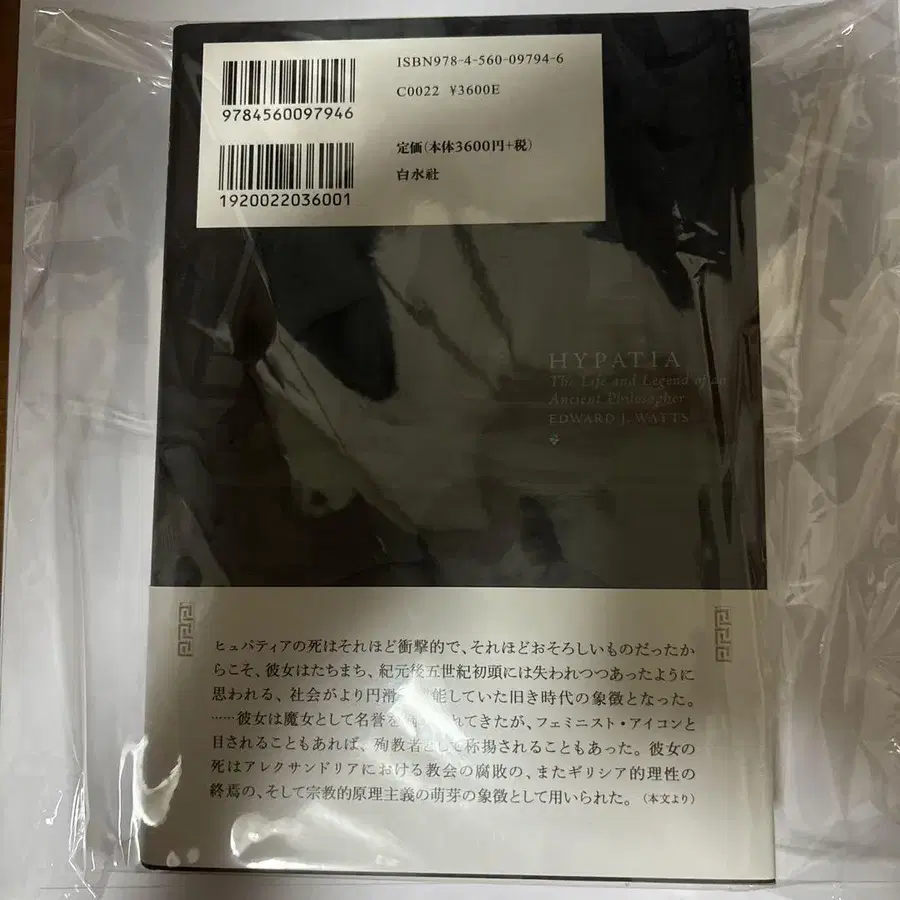 ISBN978-4-560-09794-6
C0022 ¥3600E
9784560097946
定価(本体3600円+税)
白水社
1920022036001
HYPATIA
The Life and Legend of an
Ancient Philosopher
EDWARD J. WATTS
ヒュパティアの死はそれほど衝撃的で、それほどおそろしいものだったか
らこそ、彼女はたちまち、紀元後五世紀初頭には失われつつあったように
思われる、社会がより円滑 能していた旧き時代の象徴となった。
……彼女は魔女として名誉を れてきたが、フェミニスト・アイコンと
目されることもあれば、殉教者として称揚されることもあった。彼女の
死はアレクサンドリアにおける教会の腐敗の、またギリシア的理性の
終焉の、そして宗教的原理主義の萌芽の象徴として用いられた。(本文より)